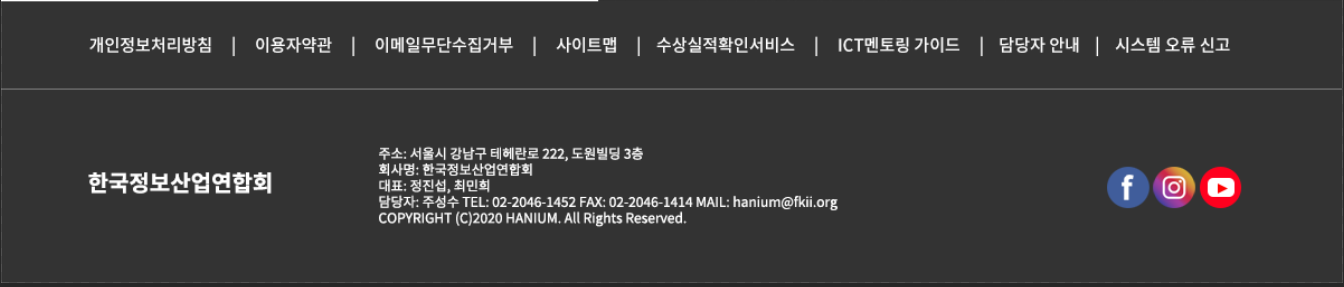 개인정보처리방침 | 이용자약관 | 이메일무단수집거부 | 사이트맵 | 수상실적확인서비스 | ICT멘토링 가이드 | 담당자 안내 | 시스템 오류 신고
한국정보산업연합회
주소: 서울시 강남구 테헤란로 222, 도원빌딩 3층
회사명: 한국정보산업연합회
대표: 정진섭, 최민희
담당자: 주성수 TEL: 02-2046-1452 FAX: 02-2046-1414 MAIL: hanium@fkii.org
COPYRIGHT (C)2020 HANIUM. All Rights Reserved.